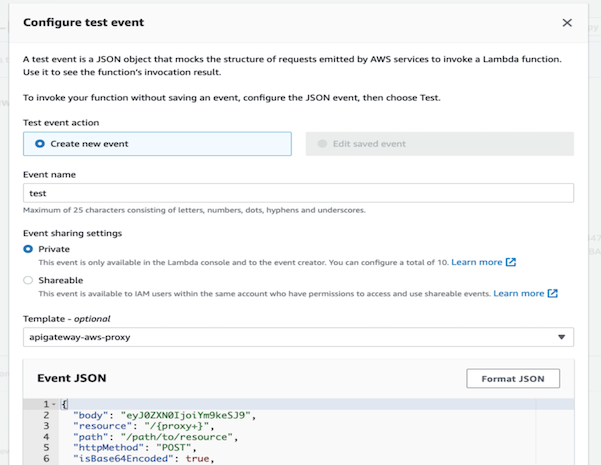 Configure test event
A test event is a JSON object that mocks the structure of requests emitted by AWS services to invoke a Lambda function.
Use it to see the function's invocation result.
To invoke your function without saving an event, configure the JSON event, then choose Test.
Test event action
Create new event
Edit saved event
Event name
test
Maximum of 25 characters consisting of letters, numbers, dots, hyphens and underscores.
Event sharing settings
Private
This event is only available in the Lambda console and to the event creator. You can configure a total of 10. Learn more
Shareable
This event is available to IAM users within the same account who have permissions to access and use shareable events. Learn more
Template - optional
apigateway-aws-proxy
Event JSON
Format JSON
1 {
2 "body": "eyJ0ZXN0IjoiYm9keSJ9",
3 "resource": "/{proxy+}",
4 "path": "/path/to/resource",
5 "httpMethod": "POST",
6 "isBase64Encoded": true,